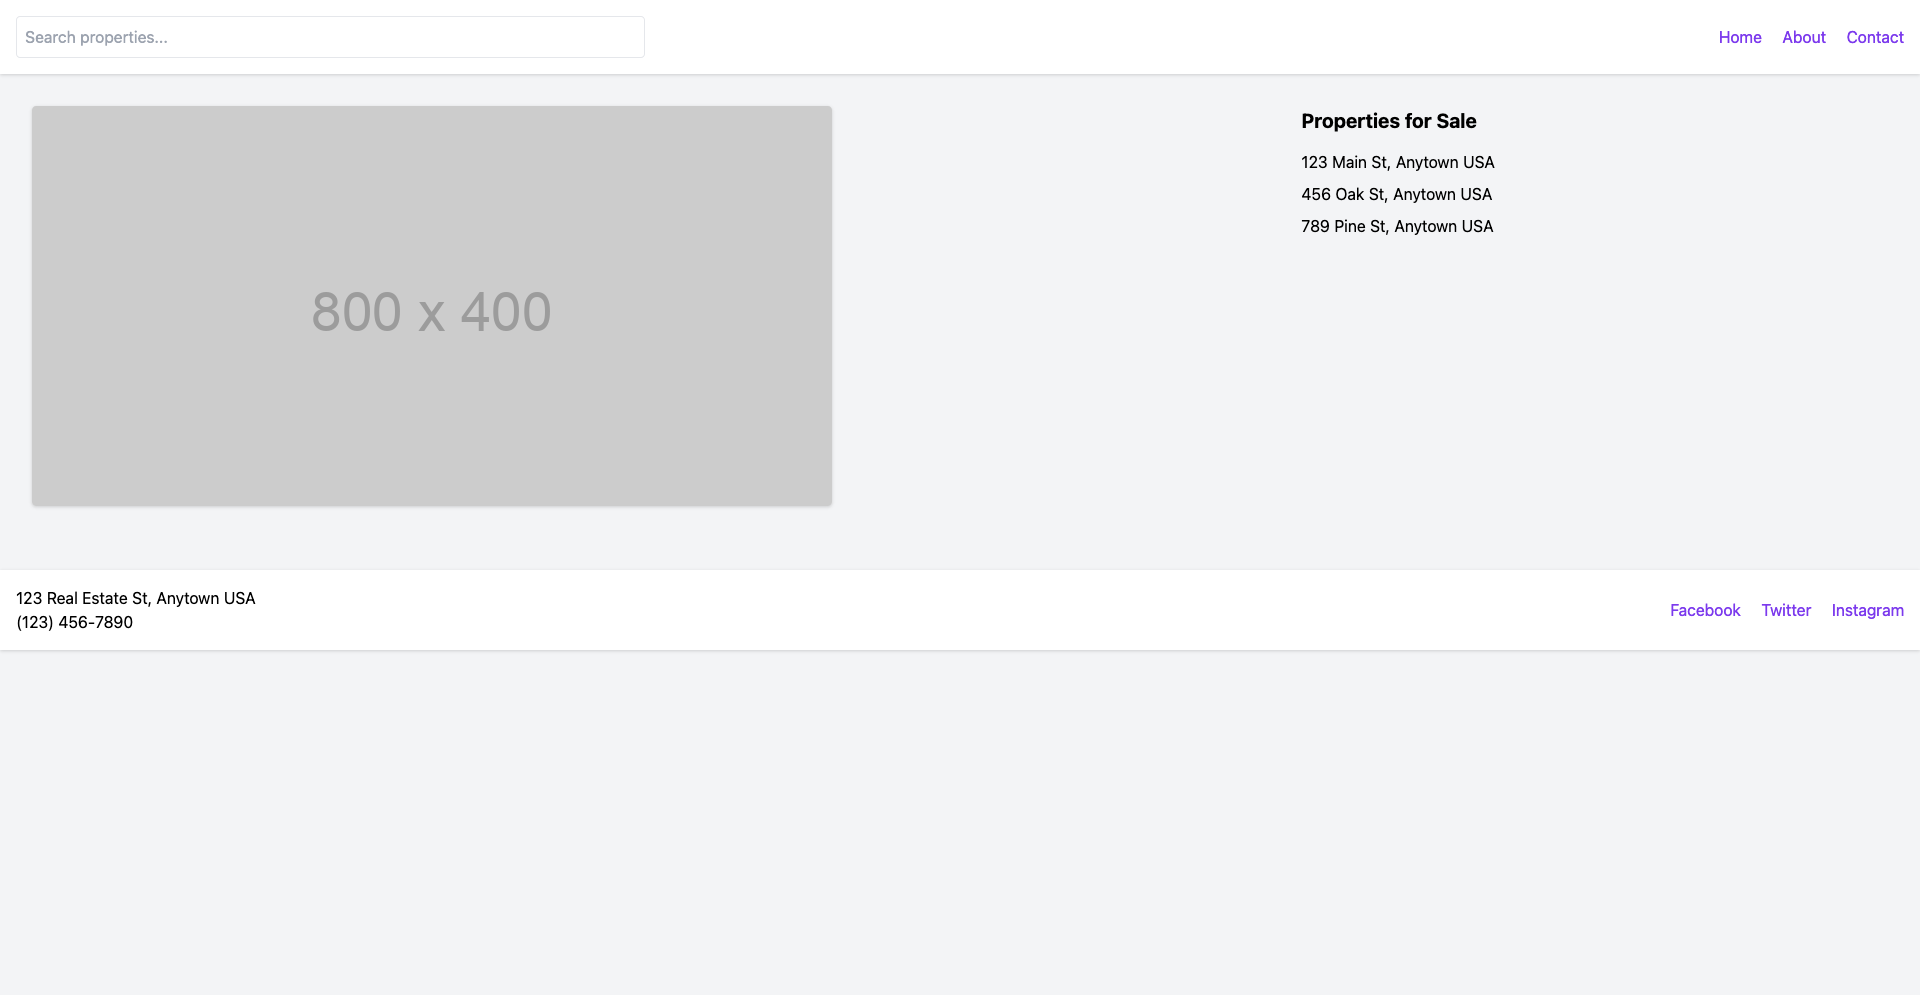 Search properties...
Home About Contact
800 x 400
Properties for Sale
123 Main St, Anytown USA
456 Oak St, Anytown USA
789 Pine St, Anytown USA
123 Real Estate St, Anytown USA
(123) 456-7890
Facebook Twitter Instagram